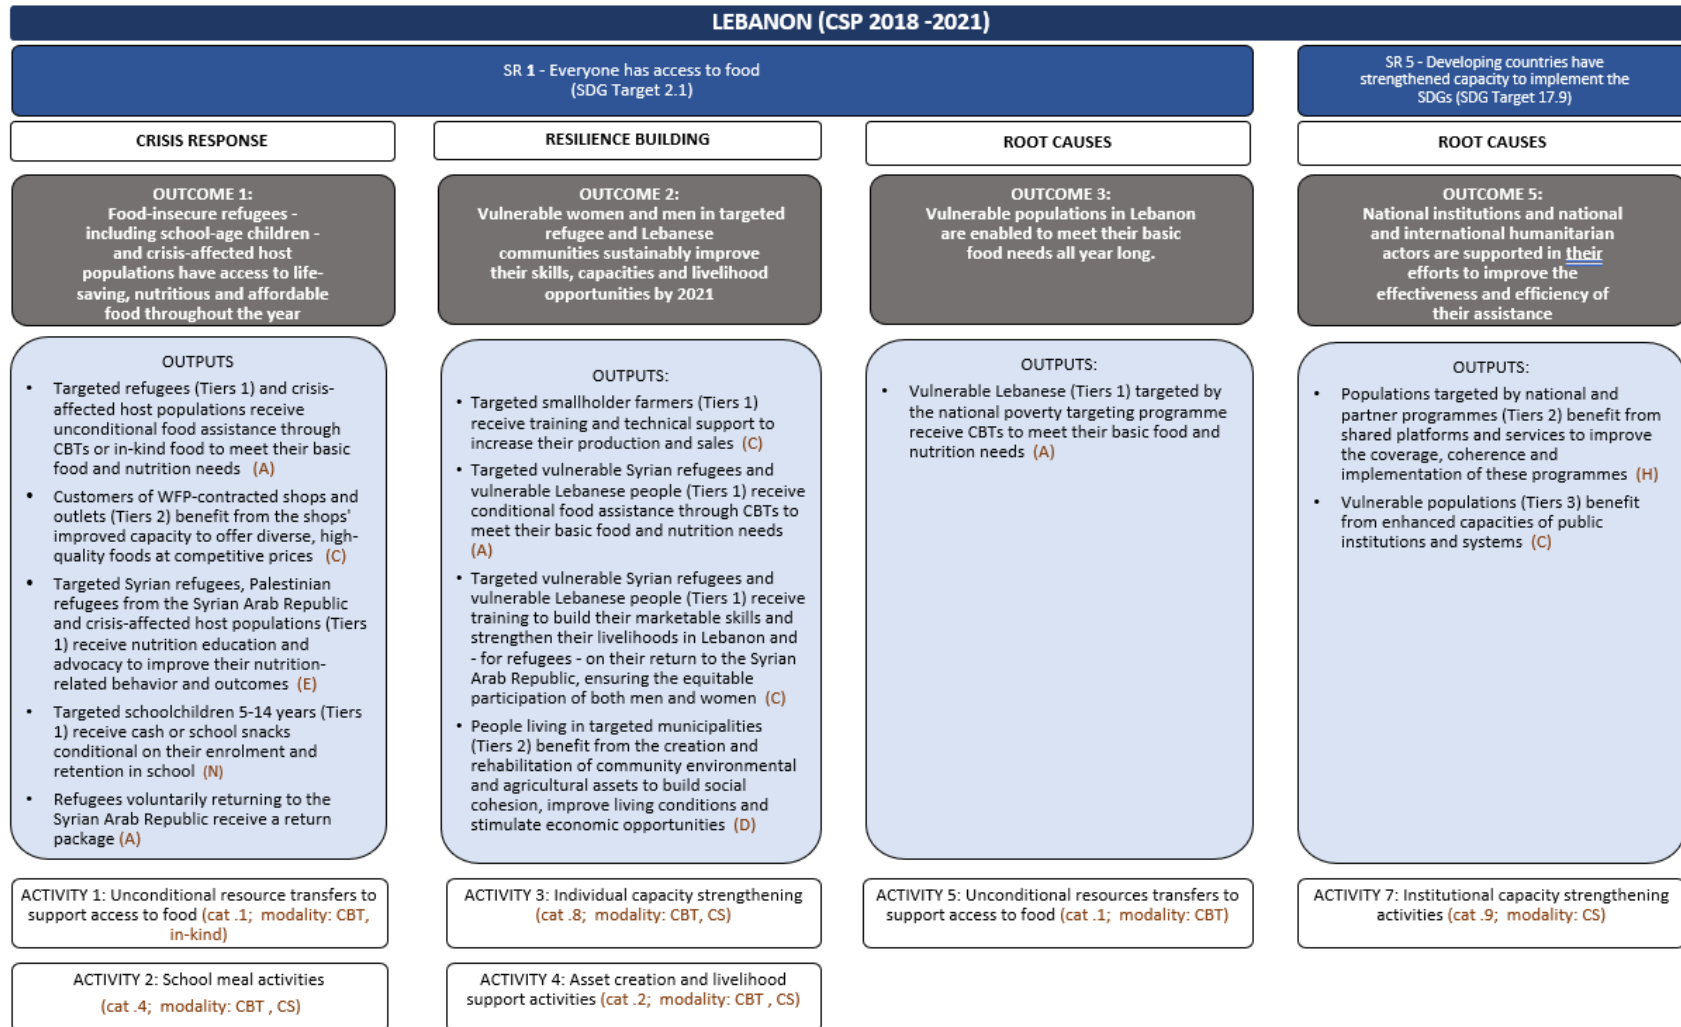 LEBANON (CSP 2018 -2021)
SR 1 - Everyone has access to food
(SDG Target 2.1)
SR 5 - Developing countries have
strengthened capacity to implement the
SDGs (SDG Target 17.9)
CRISIS RESPONSE
RESILIENCE BUILDING
ROOT CAUSES
ROOT CAUSES
OUTCOME 1:
Food-insecure refugees -
including school-age children -
and crisis-affected host
populations have access to life-
saving, nutritious and affordable
food throughout the year
OUTCOME 2:
Vulnerable women and men in targeted
refugee and Lebanese
communities sustainably improve
their skills, capacities and livelihood
opportunities by 2021
OUTCOME 3:
Vulnerable populations in Lebanon
are enabled to meet their basic
food needs all year long.
OUTCOME 5:
National institutions and national
and international humanitarian
actors are supported in their
efforts to improve the
effectiveness and efficiency of
their assistance
OUTPUTS
• Targeted refugees (Tiers 1) and crisis-
affected host populations receive
unconditional food assistance through
CBTs or in-kind food to meet their basic
food and nutrition needs (A)
• Customers of WFP-contracted shops and
outlets (Tiers 2) benefit from the shops'
improved capacity to offer diverse, high-
quality foods at competitive prices (C)
• Targeted Syrian refugees, Palestinian
refugees from the Syrian Arab Republic
and crisis-affected host populations (Tiers
1) receive nutrition education and
advocacy to improve their nutrition-
related behavior and outcomes (E)
• Targeted schoolchildren 5-14 years (Tiers
1) receive cash or school snacks
conditional on their enrolment and
retention in school (N)
• Refugees voluntarily returning to the
Syrian Arab Republic receive a return
package (A)
OUTPUTS:
• Targeted smallholder farmers (Tiers 1)
receive training and technical support to
increase their production and sales (C)
• Targeted vulnerable Syrian refugees and
vulnerable Lebanese people (Tiers 1) receive
conditional food assistance through CBTs to
meet their basic food and nutrition needs
(A)
• Targeted vulnerable Syrian refugees and
vulnerable Lebanese people (Tiers 1) receive
training to build their marketable skills and
strengthen their livelihoods in Lebanon and
- for refugees - on their return to the Syrian
Arab Republic, ensuring the equitable
participation of both men and women (C)
• People living in targeted municipalities
(Tiers 2) benefit from the creation and
rehabilitation of community environmental
and agricultural assets to build social
cohesion, improve living conditions and
stimulate economic opportunities (D)
OUTPUTS:
• Vulnerable Lebanese (Tiers 1) targeted by
the national poverty targeting programme
receive CBTs to meet their basic food and
nutrition needs (A)
OUTPUTS:
• Populations targeted by national and
partner programmes (Tiers 2) benefit from
shared platforms and services to improve
the coverage, coherence and
implementation of these programmes (H)
• Vulnerable populations (Tiers 3) benefit
from enhanced capacities of public
institutions and systems (C)
ACTIVITY 1: Unconditional resource transfers to
support access to food (cat .1; modality: CBT,
in-kind)
ACTIVITY 3: Individual capacity strengthening
(cat .8; modality: CBT, CS)
ACTIVITY 5: Unconditional resources transfers to
support access to food (cat .1; modality: CBT)
ACTIVITY 7: Institutional capacity strengthening
activities (cat .9; modality: CS)
ACTIVITY 2: School meal activities
(cat .4; modality: CBT , CS)
ACTIVITY 4: Asset creation and livelihood
support activities (cat .2; modality: CBT , CS)